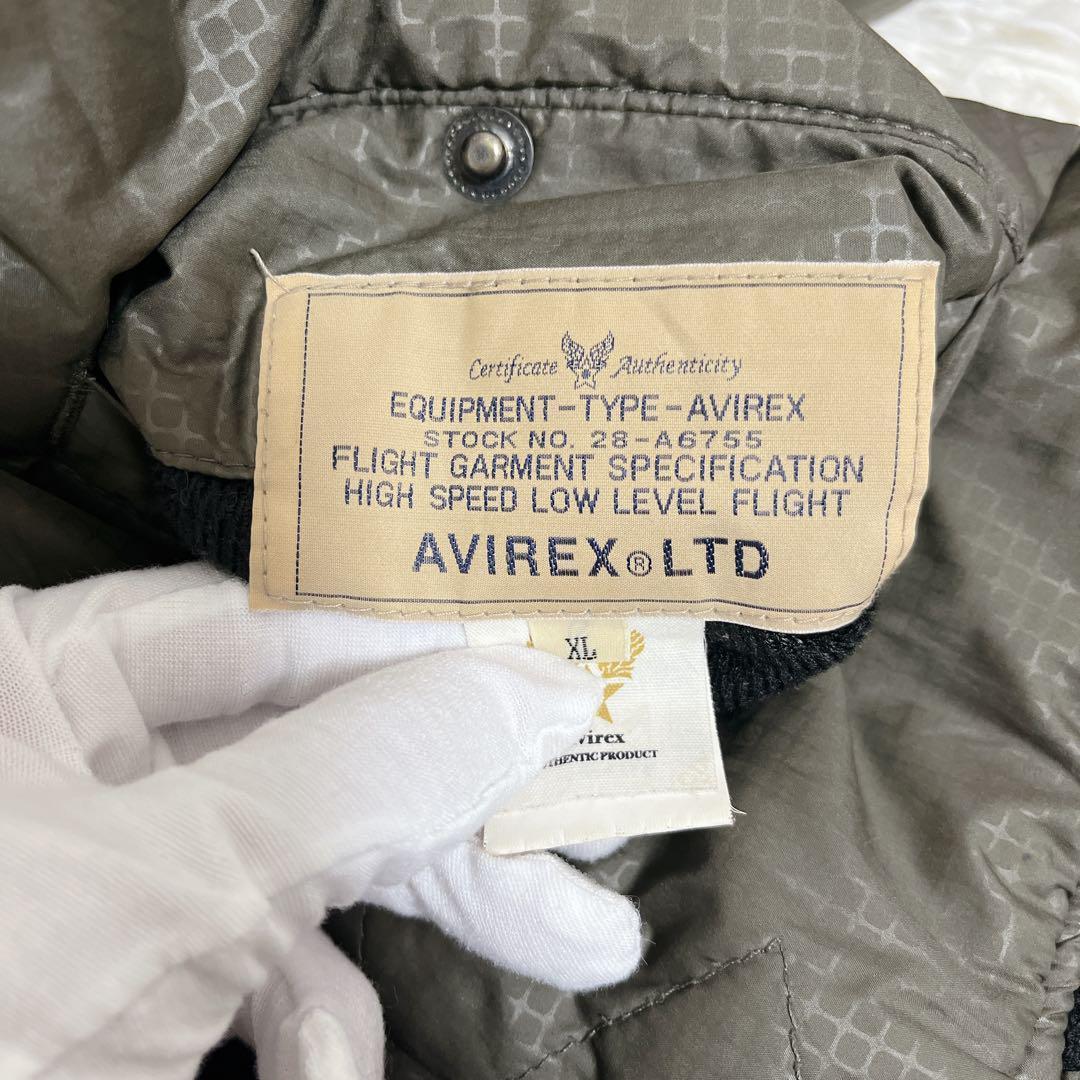 Certificate Authenticity
EQUIPMENT-TYPE-AVIREX
STOCK NO. 28-A6755
FLIGHT GARMENT SPECIFICATION
HIGH SPEED LOW LEVEL FLIGHT
AVIREX® LTD
XL
virex
THENTIC PRODUCT